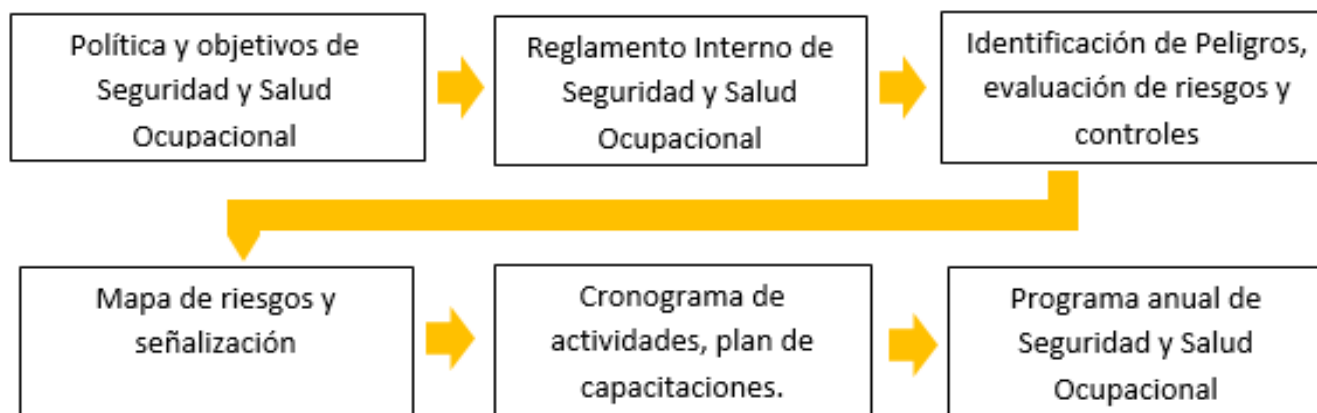 Política y objetivos de
Seguridad y Salud
Ocupacional
Reglamento Interno de
Seguridad y Salud
Ocupacional
Identificación de Peligros,
evaluación de riesgos y
controles
Mapa de riesgos y
señalización
Cronograma de
actividades, plan de
capacitaciones.
Programa anual de
Seguridad y Salud
Ocupacional